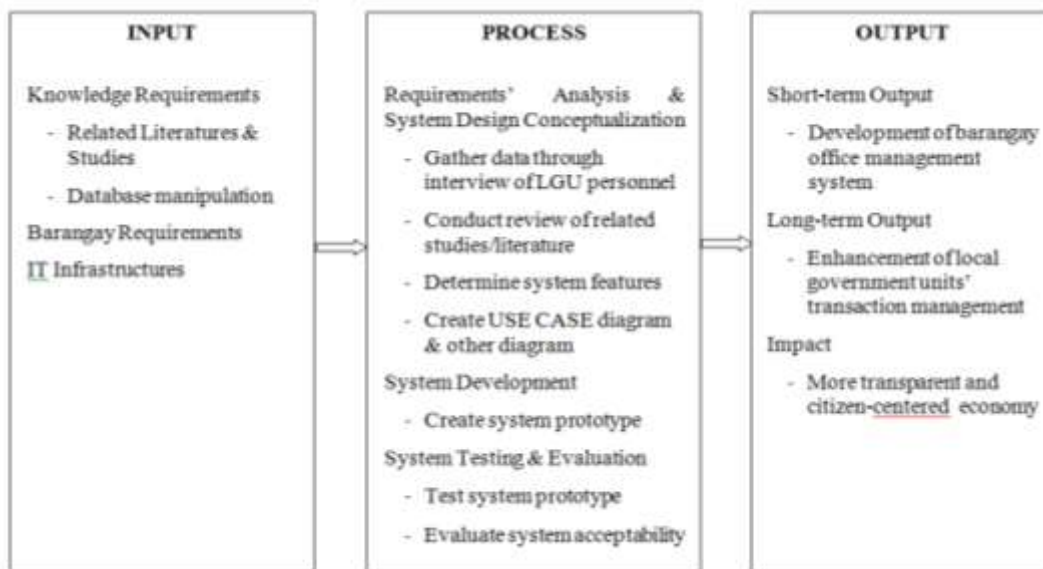 INPUT
Knowledge Requirements
- Related Literatures &
Studies
- Database manipulation
Barangay Requirements
IT Infrastructures
PROCESS
Requirements' Analysis &
System Design Conceptualization
- Gather data through
interview of LGU personnel
- Conduct review of related
studies/literature
- Determine system features
- Create USE CASE diagram
& other diagram
System Development
- Create system prototype
System Testing & Evaluation
- Test system prototype
- Evaluate system acceptability
OUTPUT
Short-term Output
- Development of barangay
office management
system
Long-term Output
- Enhancement of local
government units'
transaction management
Impact
- More transparent and
citizen-centered economy